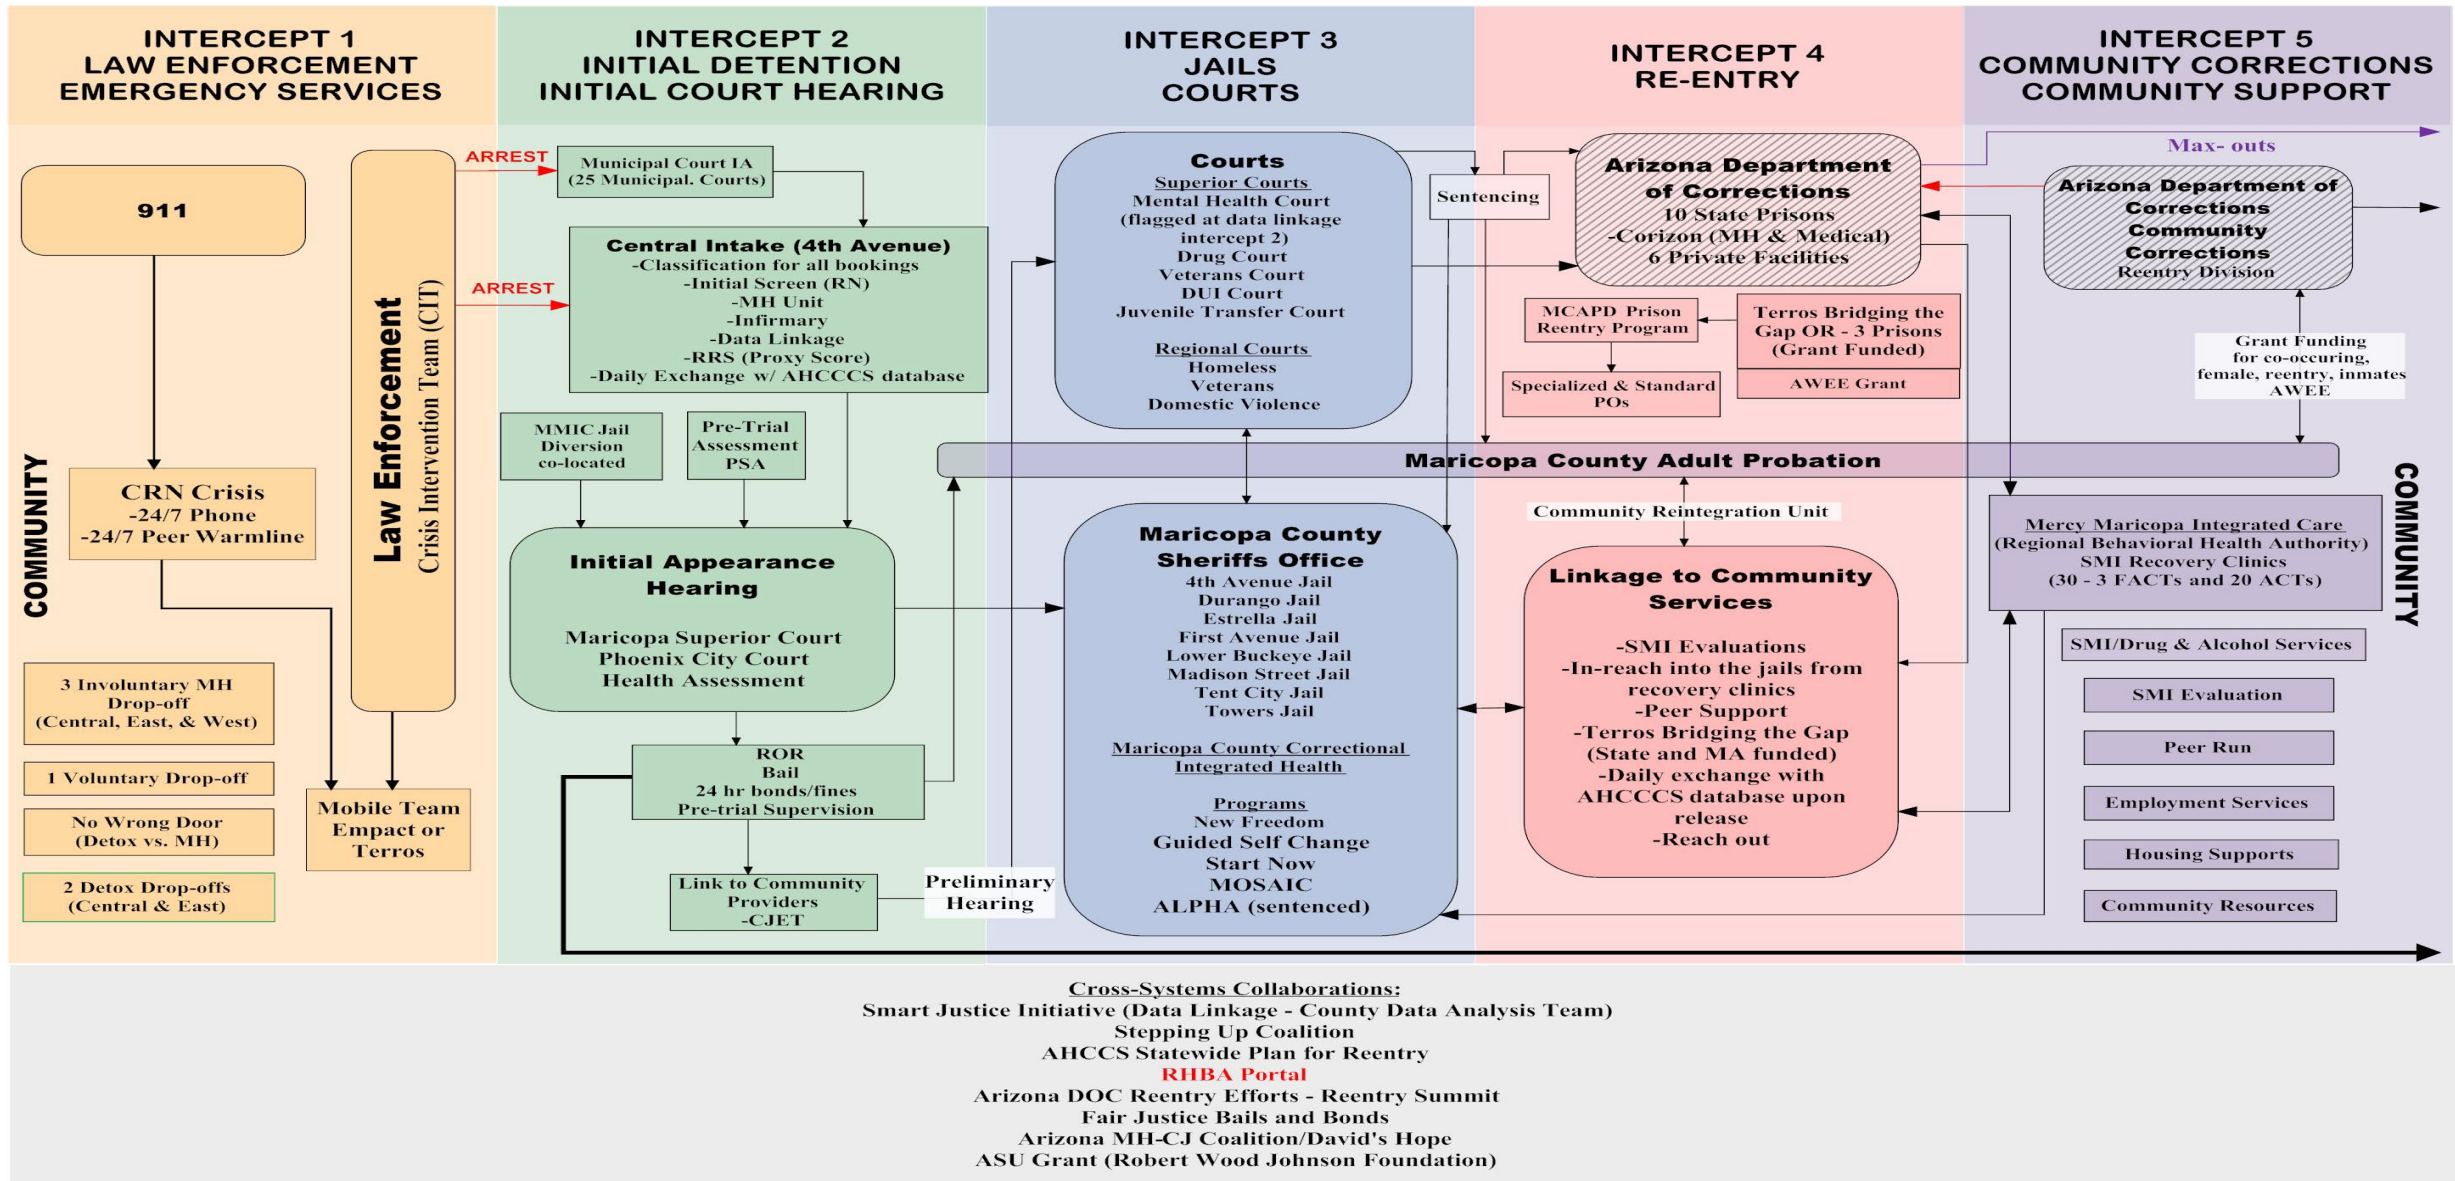 INTERCEPT 1
LAW ENFORCEMENT
EMERGENCY SERVICES
INTERCEPT 2
INITIAL DETENTION
INITIAL COURT HEARING
INTERCEPT 3
JAILS
COURTS
INTERCEPT 4
RE-ENTRY
INTERCEPT 5
COMMUNITY CORRECTIONS
COMMUNITY SUPPORT
COMMUNITY
911
CRN Crisis
-24/7 Phone
-24/7 Peer Warmline
Law Enforcement
Crisis Intervention Team (CIT)
3 Involuntary MH
Drop-off
(Central, East, & West)
1 Voluntary Drop-off
No Wrong Door
(Detox vs. MH)
2 Detox Drop-offs
(Central & East)
Mobile Team
Empact or
Terros
ARREST
ARREST
Municipal Court IA
(25 Municipal. Courts)
Central Intake (4th Avenue)
-Classification for all bookings
-Initial Screen (RN)
-MH Unit
-Infirmary
-Data Linkage
-RRS (Proxy Score)
-Daily Exchange w/ AHCCCS database
MMIC Jail
Diversion
co-located
Pre-Trial
Assessment
PSA
Initial Appearance
Hearing
Maricopa Superior Court
Phoenix City Court
Health Assessment
ROR
Bail
24 hr bonds/fines
Pre-trial Supervision
Link to Community
Providers
-CJET
Preliminary
Hearing
Courts
Superior Courts
Mental Health Court
(flagged at data linkage
intercept 2)
Drug Court
Veterans Court
DUI Court
Juvenile Transfer Court
Regional Courts
Homeless
Veterans
Domestic Violence
Sentencing
Maricopa County Adult Probation
Maricopa County
Sheriffs Office
4th Avenue Jail
Durango Jail
Estrella Jail
First Avenue Jail
Lower Buckeye Jail
Madison Street Jail
Tent City Jail
Towers Jail
Maricopa County Correctional
Integrated Health
Programs
New Freedom
Guided Self Change
Start Now
MOSAIC
ALPHA (sentenced)
Arizona Department
of Corrections
10 State Prisons
-Corizon (MH & Medical)
6 Private Facilities
MCAPD Prison
Reentry Program
Terros Bridging the
Gap OR - 3 Prisons
(Grant Funded)
AWEE Grant
Specialized & Standard
POs
Community Reintegration Unit
Linkage to Community
Services
-SMI Evaluations
-In-reach into the jails from
recovery clinics
-Peer Support
-Terros Bridging the Gap
(State and MA funded)
-Daily exchange with
AHCCCS database upon
release
-Reach out
Max- outs
Arizona Department of
Corrections
Community
Corrections
Reentry Division
Grant Funding
for co-occuring,
female, reentry, inmates
AWEE
Mercy Maricopa Integrated Care
(Regional Behavioral Health Authority)
SMI Recovery Clinics
(30 - 3 FACTs and 20 ACTs)
SMI/Drug & Alcohol Services
SMI Evaluation
Peer Run
Employment Services
Housing Supports
Community Resources
COMMUNITY
Cross-Systems Collaborations:
Smart Justice Initiative (Data Linkage - County Data Analysis Team)
Stepping Up Coalition
AHCCS Statewide Plan for Reentry
RHBA Portal
Arizona DOC Reentry Efforts - Reentry Summit
Fair Justice Bails and Bonds
Arizona MH-CJ Coalition/David's Hope
ASU Grant (Robert Wood Johnson Foundation)